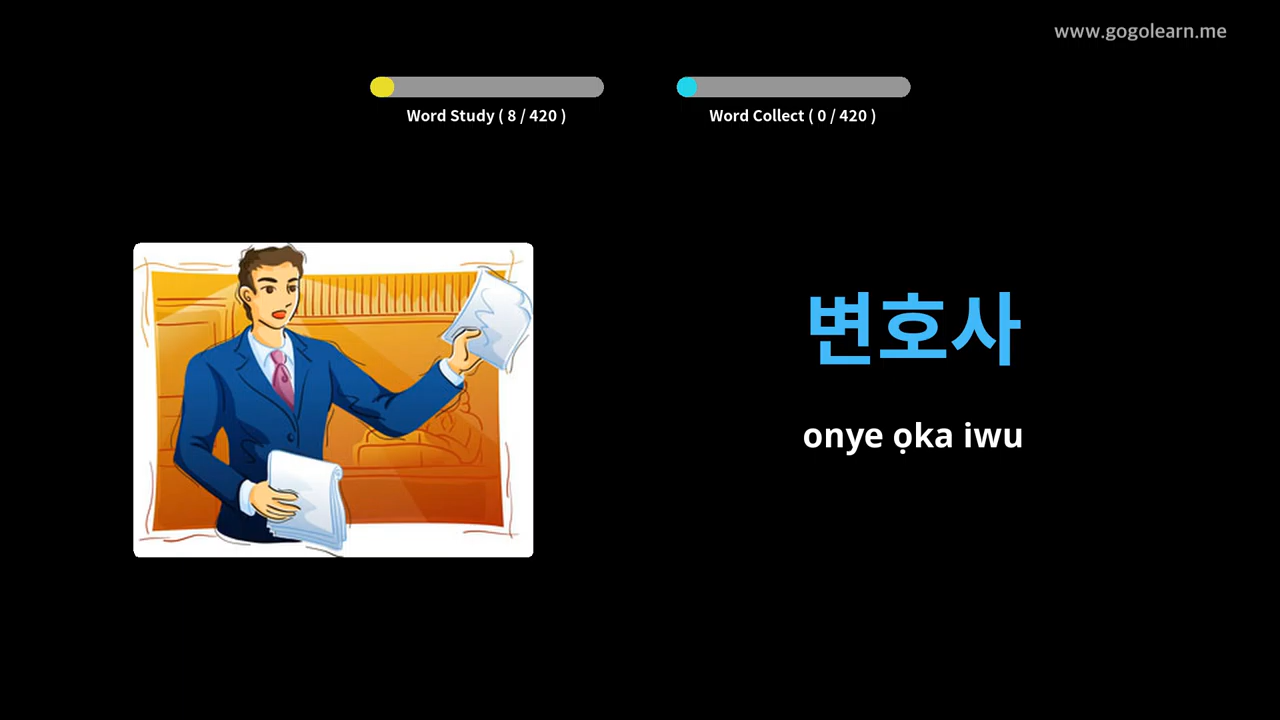 www.gogolearn.me
Word Study ( 8 / 420 )
Word Collect ( 0 / 420 )
변호사
onye ọka iwu